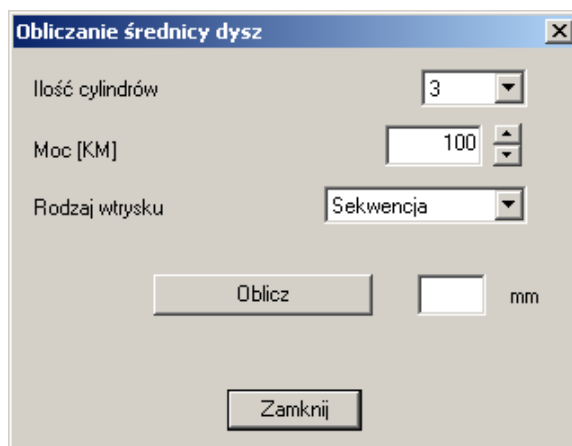 Obliczanie średnicy dysz
Ilość cylindrów 3
Moc [KM] 100
Rodzaj wtrysku Sekwencja
Oblicz mm
Zamknij